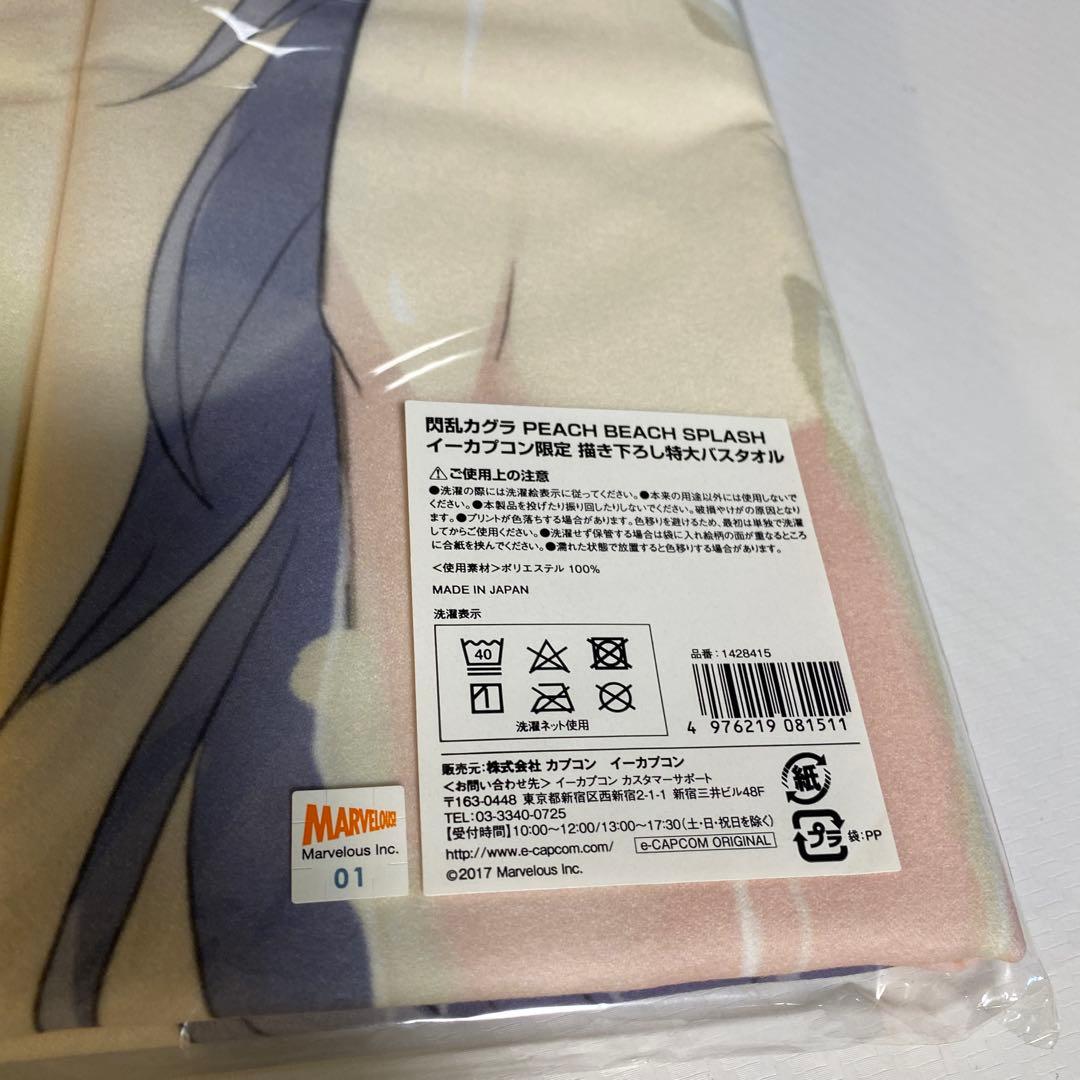 閃乱カグラ PEACH BEACH SPLASH
イーカプコン限定 描き下ろし特大バスタオル
⚠ご使用上の注意
●洗濯の際には洗濯絵表示に従ってください。●本来の用途以外には使用しないで
ください。●本製品を投げたり振り回したりしないでください。破損やけがの原因となり
ます。●プリントが色落ちする場合があります。色移りを避けるため、最初は単独で洗濯
してからご使用ください。●洗濯せず保管する場合は袋に入れ絵柄の面が重なるところ
に合紙を挟んでください。●濡れた状態で放置すると色移りする場合があります。
<使用素材>ポリエステル 100%
MADE IN JAPAN
洗濯表示
40
洗濯ネット使用
品番:1428415
4 976219 081511
販売元:株式会社 カプコン イーカプコン
<お問い合わせ先> イーカプコン カスタマーサポート
〒163-0448 東京都新宿区西新宿2-1-1 新宿三井ビル48F
TEL:03-3340-0725
【受付時間】10:00~12:00/13:00~17:30(土・日・祝日を除く)
http://www.e-capcom.com/ e-CAPCOM ORIGINAL
©2017 Marvelous Inc.
紙
プラ 袋:PP
MARVELOUS!
Marvelous Inc.
01